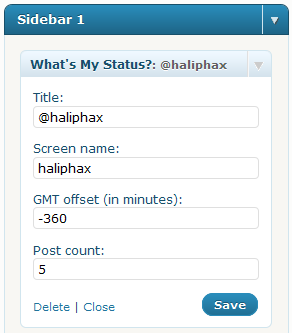 Sidebar 1
What's My Status?: @haliphax
Title:
@haliphax
Screen name:
haliphax
GMT offset (in minutes):
-360
Post count:
5
Delete | Close Save